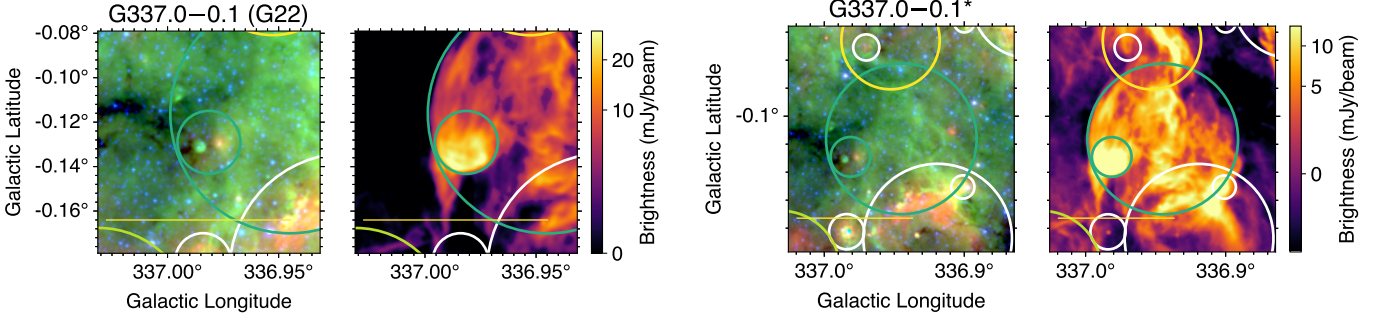 G337.0−0.1 (G22)
-0.08°
-0.10°
-0.12°
-0.14°
-0.16°
Galactic Latitude
337.00°
336.95°
337.00°
336.95°
Galactic Longitude
20
10
0
Brightness (mJy/beam)
G337.0−0.1*
-0.1°
Galactic Latitude
337.0°
336.9°
337.0°
336.9°
Galactic Longitude
10
5
0
Brightness (mJy/beam)